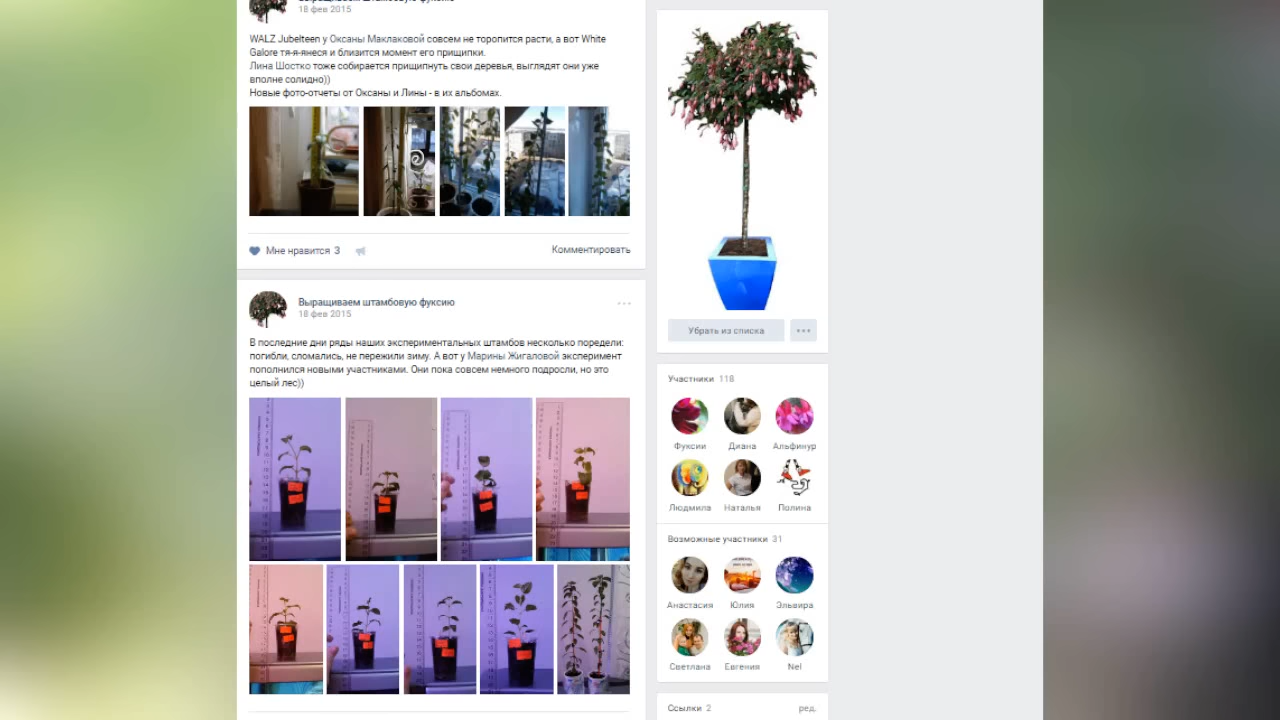 Выращиваем штамбовую фуксию
18 фев 2015
WALZ Jubelteen у Оксаны Маклаковой совсем не торопится расти, а вот White
Galore тя-я-янеся и близится момент его прищипки.
Лина Шостко тоже собирается прищипнуть свои деревья, выглядят они уже
вполне солидно))
Новые фото-отчеты от Оксаны и Лины - в их альбомах.
Мне нравится 3
Комментировать
Выращиваем штамбовую фуксию
18 фев 2015
В последние дни ряды наших экспериментальных штамбов несколько поредели:
погибли, сломались, не пережили зиму. А вот у Марины Жигаловой эксперимент
пополнился новыми участниками. Они пока совсем немного подросли, но это
целый лес))
Убрать из списка
Участники 118
Фуксии Диана Альфинур
Людмила Наталья Полина
Возможные участники 31
Анастасия Юлия Эльвира
Светлана Евгения Nel
Ссылки 2 ред.